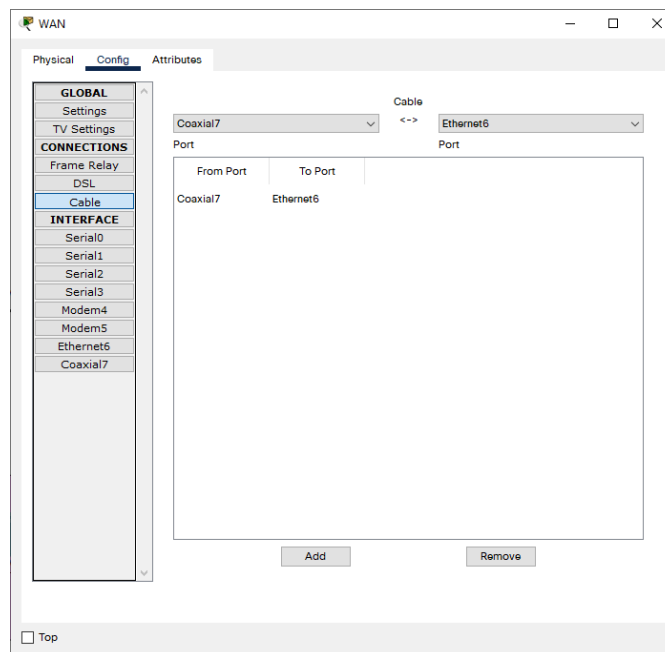 WAN
Physical Config Attributes
GLOBAL
Settings
TV Settings
CONNECTIONS
Frame Relay
DSL
Cable
INTERFACE
Serial0
Serial1
Serial2
Serial3
Modem4
Modem5
Ethernet6
Coaxial7
Cable
Coaxial7 <-> Ethernet6
Port Port
From Port To Port
Coaxial7 Ethernet6
Add Remove
Top